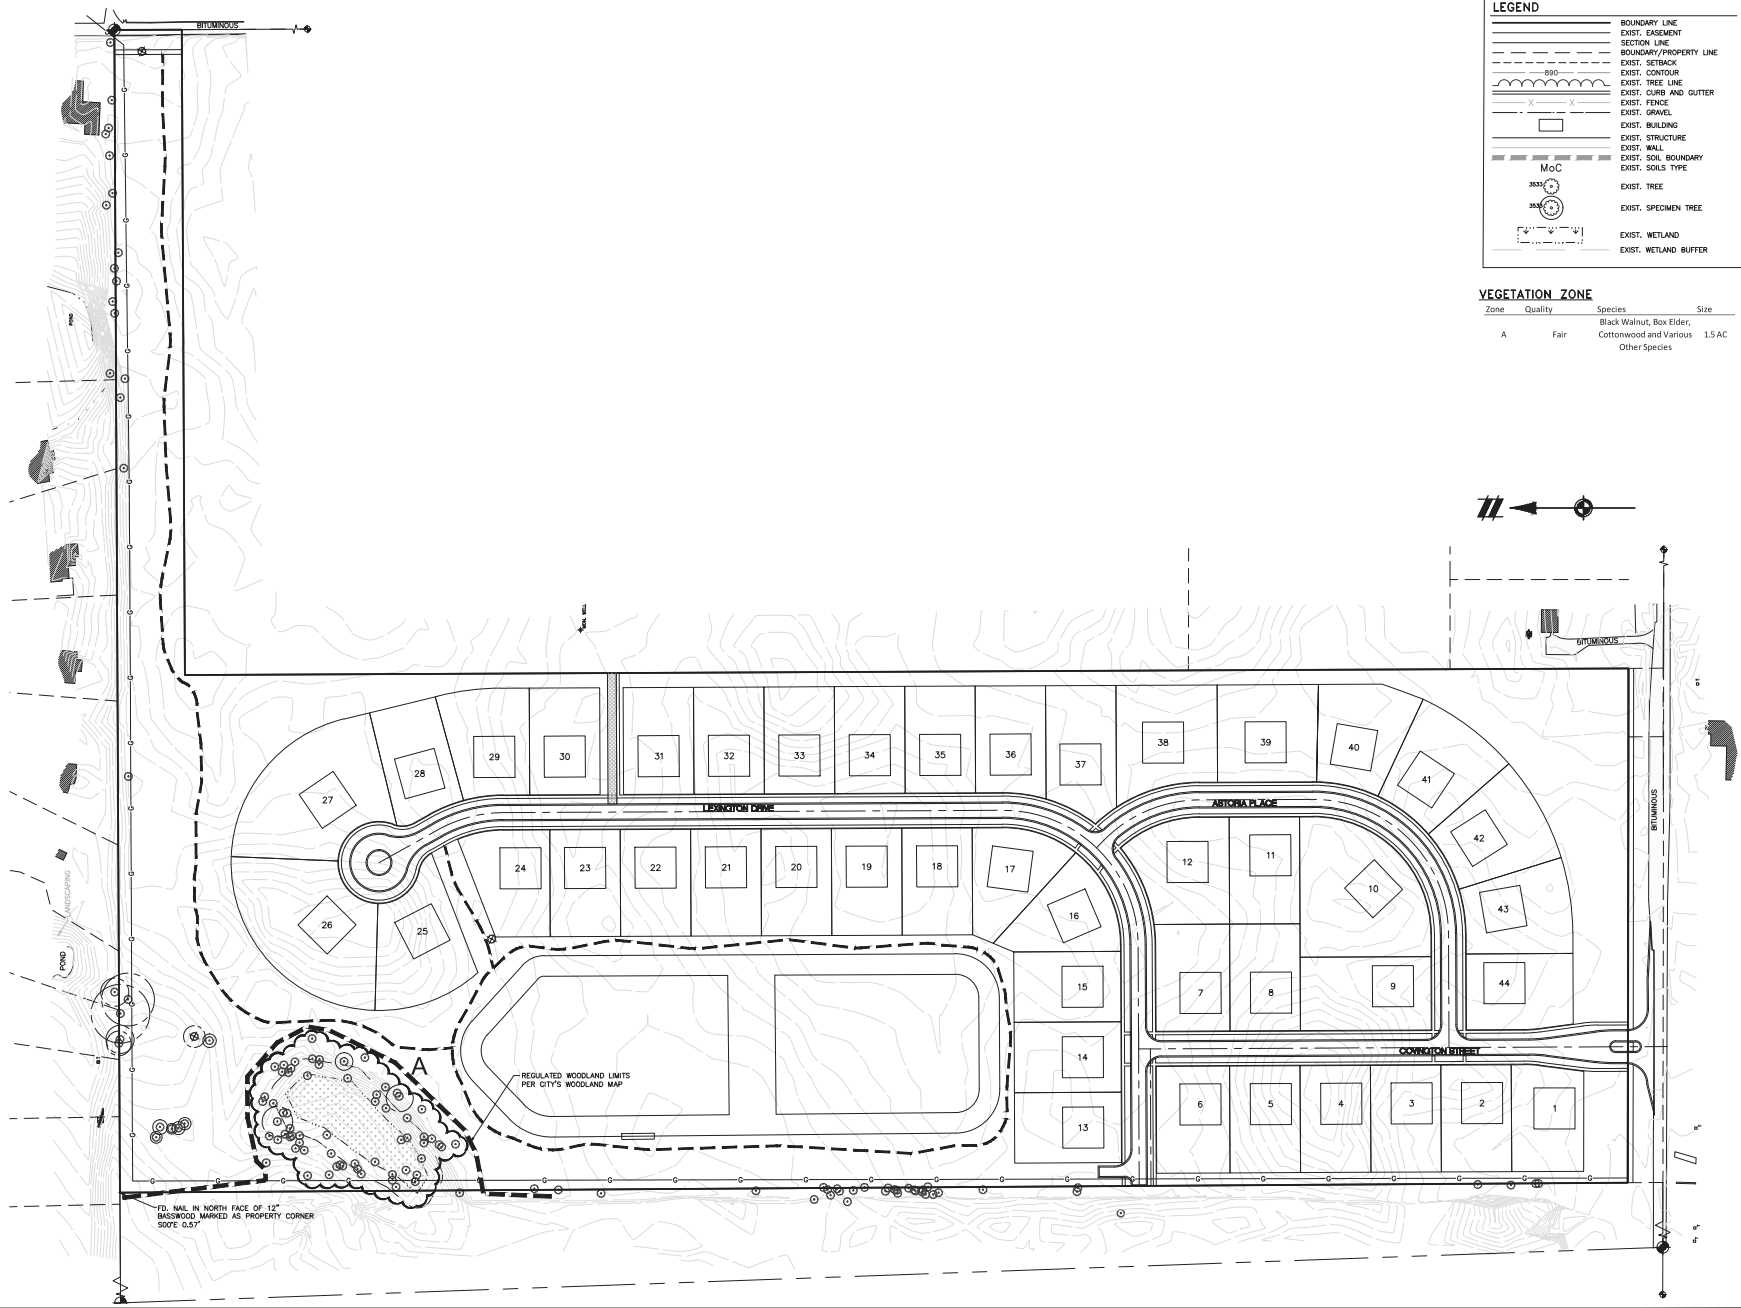 LEGEND
BOUNDARY LINE
EXIST. EASEMENT
SECTION LINE
BOUNDARY/PROPERTY LINE
EXIST. SETBACK
890 EXIST. CONTOUR
EXIST. TREE LINE
EXIST. CURB AND GUTTER
X X EXIST. FENCE
EXIST. GRAVEL
EXIST. BUILDING
EXIST. STRUCTURE
EXIST. WALL
EXIST. SOIL BOUNDARY
MoC EXIST. SOILS TYPE
3533 EXIST. TREE
3533 EXIST. SPECIMEN TREE
EXIST. WETLAND
EXIST. WETLAND BUFFER
VEGETATION ZONE
Zone Quality Species Size
A Fair Black Walnut, Box Elder,
Cottonwood and Various 1.5 AC
Other Species
BITUMINOUS
POND
MON. WELL
BITUMINOUS
BITUMINOUS
LANDSCAPING
POND
29 30 31 32 33 34 35 36 37 38 39 40 41
28
27
LEXINGTON DRIVE
ASTORIA PLACE
42
24 23 22 21 20 19 18 17 12 11 10
16
43
26 25
15 7 8 9 44
14
COVINGTON STREET
A
REGULATED WOODLAND LIMITS
PER CITY'S WOODLAND MAP
13 6 5 4 3 2 1
G G G G G G G G G G G G
FD. NAIL IN NORTH FACE OF 12"
BASSWOOD MARKED AS PROPERTY CORNER
S00°E 0.57'